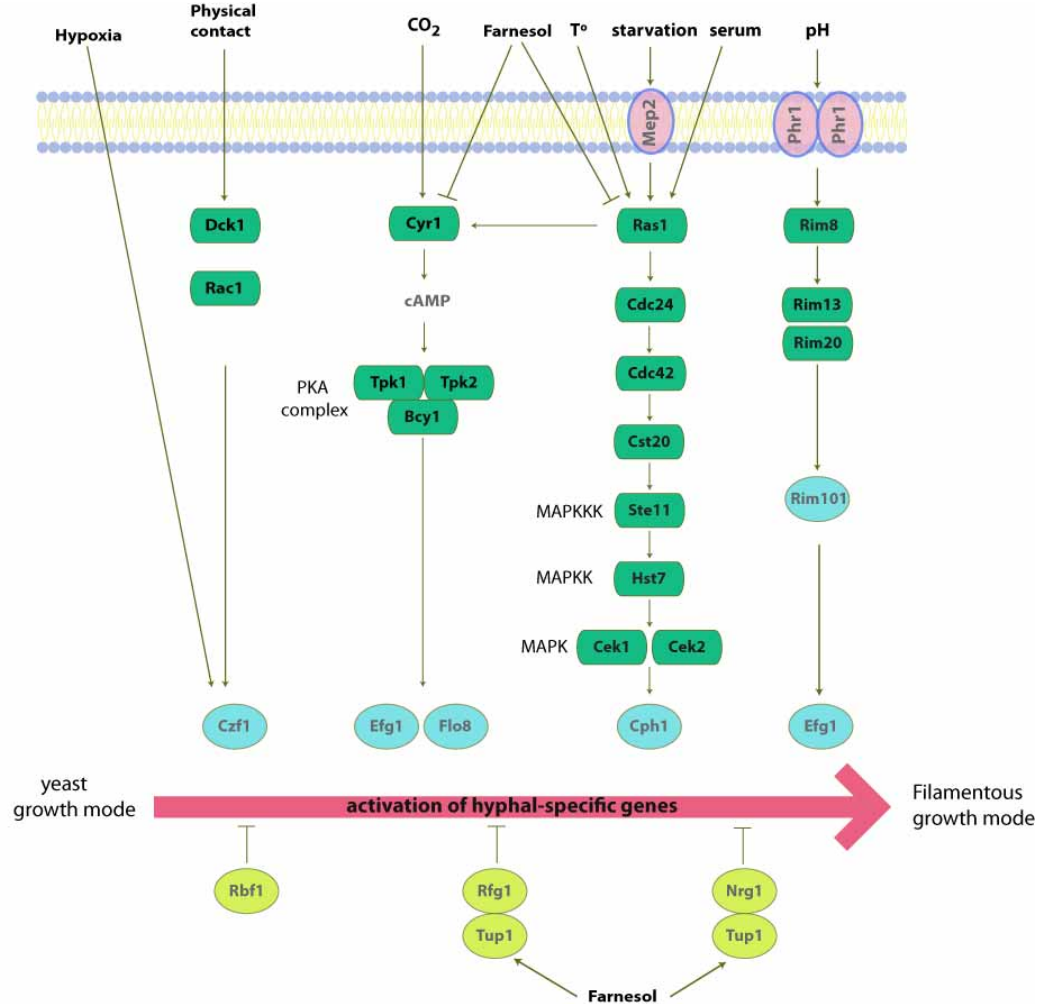 Hypoxia
Physical
contact
CO2
Farnesol
Tº
starvation
serum
pH
Mep2
Phr1
Phr1
Dck1
Cyr1
Ras1
Rim8
Rac1
cAMP
Cdc24
Rim13
Rim20
PKA
complex
Tpk1
Tpk2
Bcy1
Cdc42
Cst20
MAPKKK
Ste11
Rim101
MAPKK
Hst7
MAPK
Cek1
Cek2
Czf1
Efg1
Flo8
Cph1
Efg1
yeast
growth mode
activation of hyphal-specific genes
Filamentous
growth mode
Rbf1
Rfg1
Nrg1
Tup1
Tup1
Farnesol